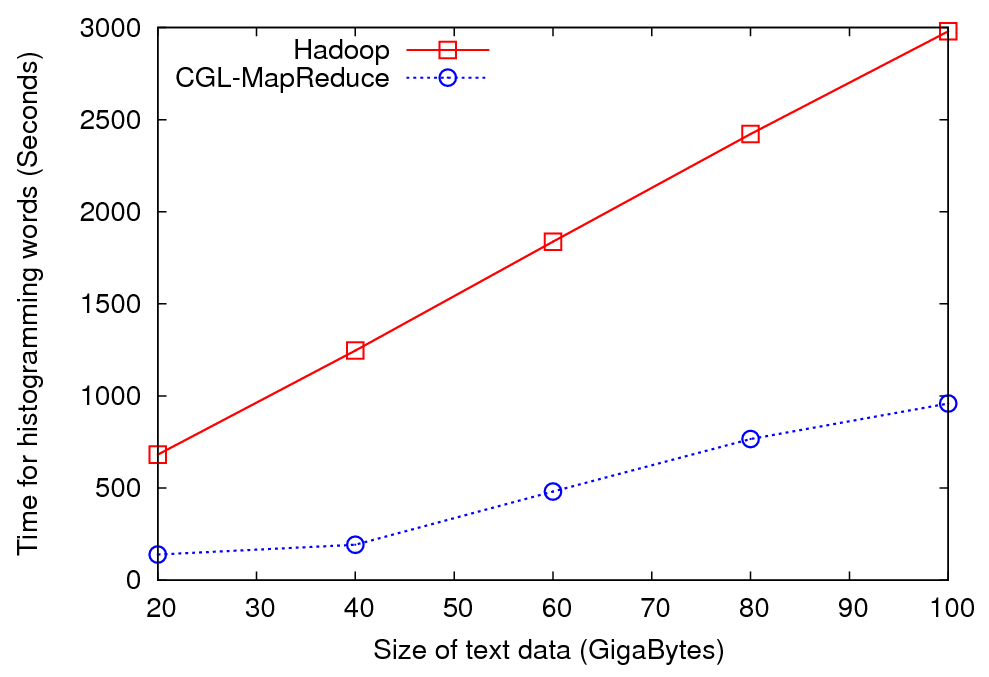 3000
2500
2000
1500
1000
500
0
Time for histogramming words (Seconds)
Hadoop
CGL-MapReduce
20 30 40 50 60 70 80 90 100
Size of text data (GigaBytes)